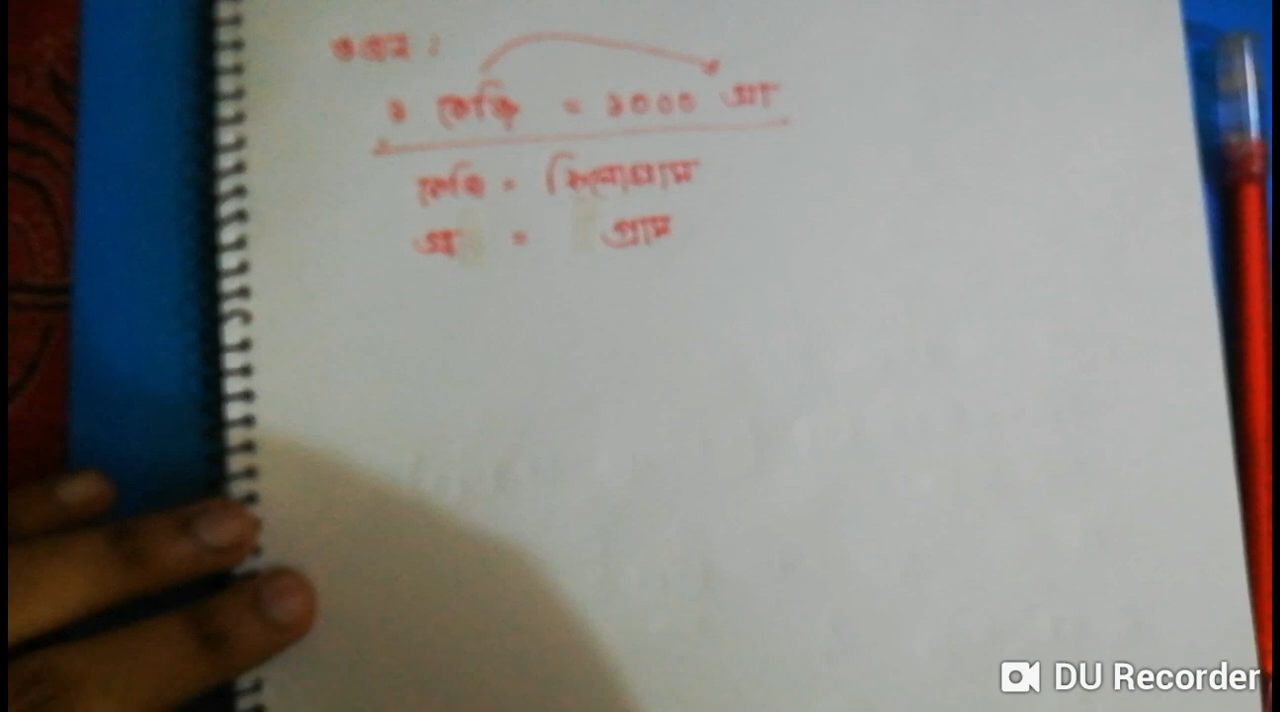 ওজন :
১ কেজি = ১০০০ গ্রা
কেজি = কিলোগ্রাম
গ্রা = গ্রাম
DU Recorder